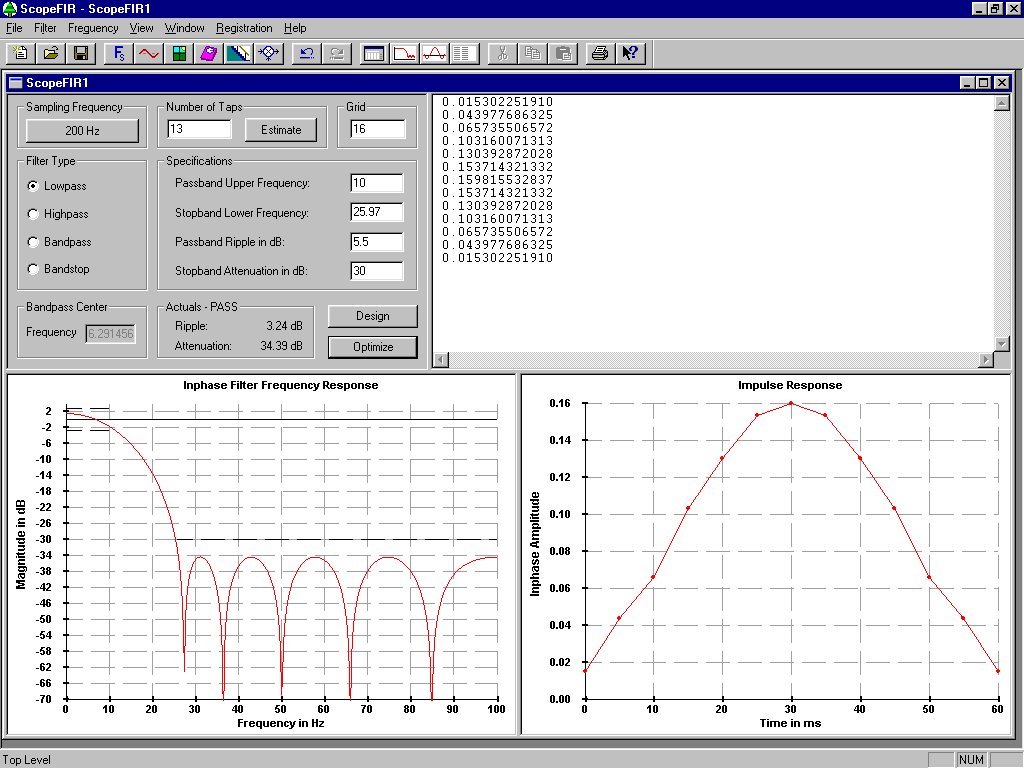 ScopeFIR - ScopeFIR1
File Filter Frequency View Window Registration Help
Fs
ScopeFIR1
Sampling Frequency
200 Hz
Number of Taps
13
Estimate
Grid
16
Filter Type
Lowpass
Highpass
Bandpass
Bandstop
Specifications
Passband Upper Frequency: 10
Stopband Lower Frequency: 25.97
Passband Ripple in dB: 5.5
Stopband Attenuation in dB: 30
Bandpass Center
Frequency 6.291456
Actuals - PASS
Ripple: 3.24 dB
Attenuation: 34.39 dB
Design
Optimize
0.015302251910
0.043977686325
0.065735506572
0.103160071313
0.130392872028
0.153714321332
0.159815532837
0.153714321332
0.130392872028
0.103160071313
0.065735506572
0.043977686325
0.015302251910
Inphase Filter Frequency Response
Magnitude in dB
2
-2
-6
-10
-14
-18
-22
-26
-30
-34
-38
-42
-46
-50
-54
-58
-62
-66
-70
0 10 20 30 40 50 60 70 80 90 100
Frequency in Hz
Impulse Response
Inphase Amplitude
0.16
0.14
0.12
0.10
0.08
0.06
0.04
0.02
0.00
0 10 20 30 40 50 60
Time in ms
Top Level
NUM